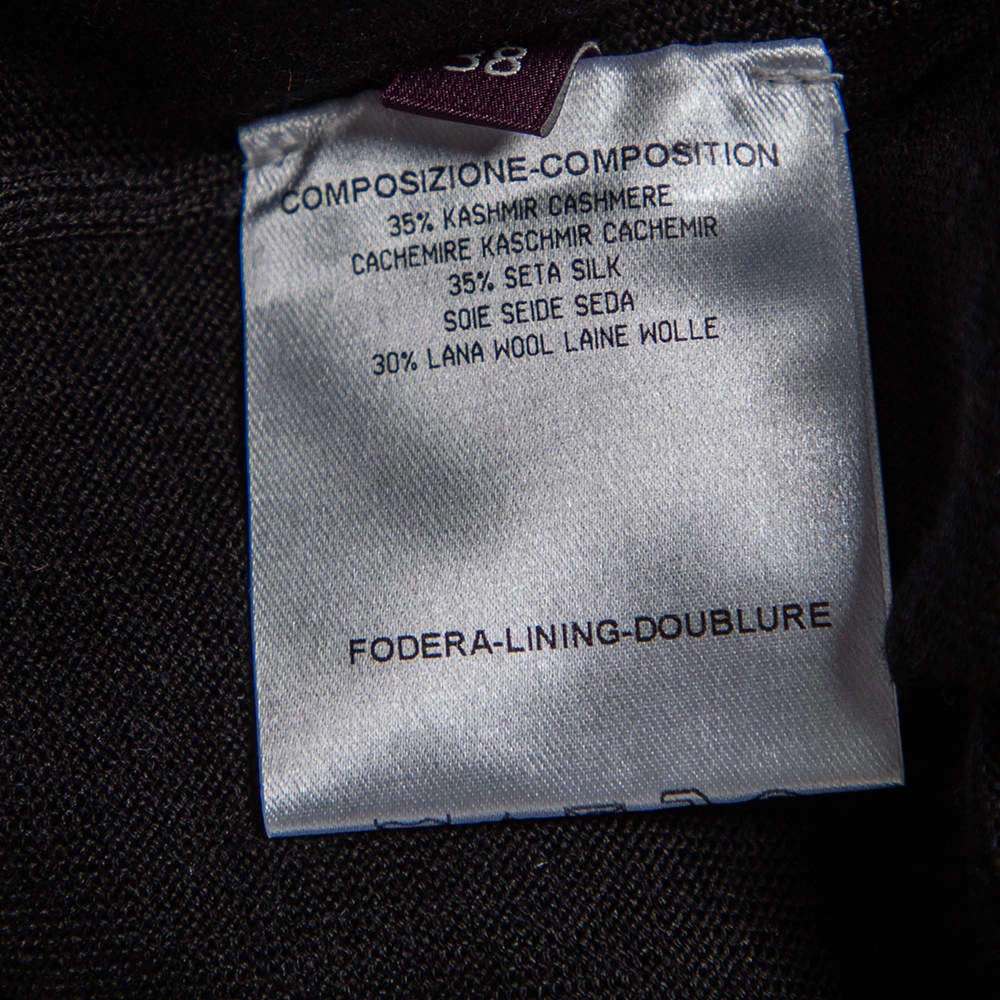 38
COMPOSIZIONE-COMPOSITION
35% KASHMIR CASHMERE
CACHEMIRE KASCHMIR CACHEMIR
35% SETA SILK
SOIE SEIDE SEDA
30% LANA WOOL LAINE WOLLE
FODERA-LINING-DOUBLURE